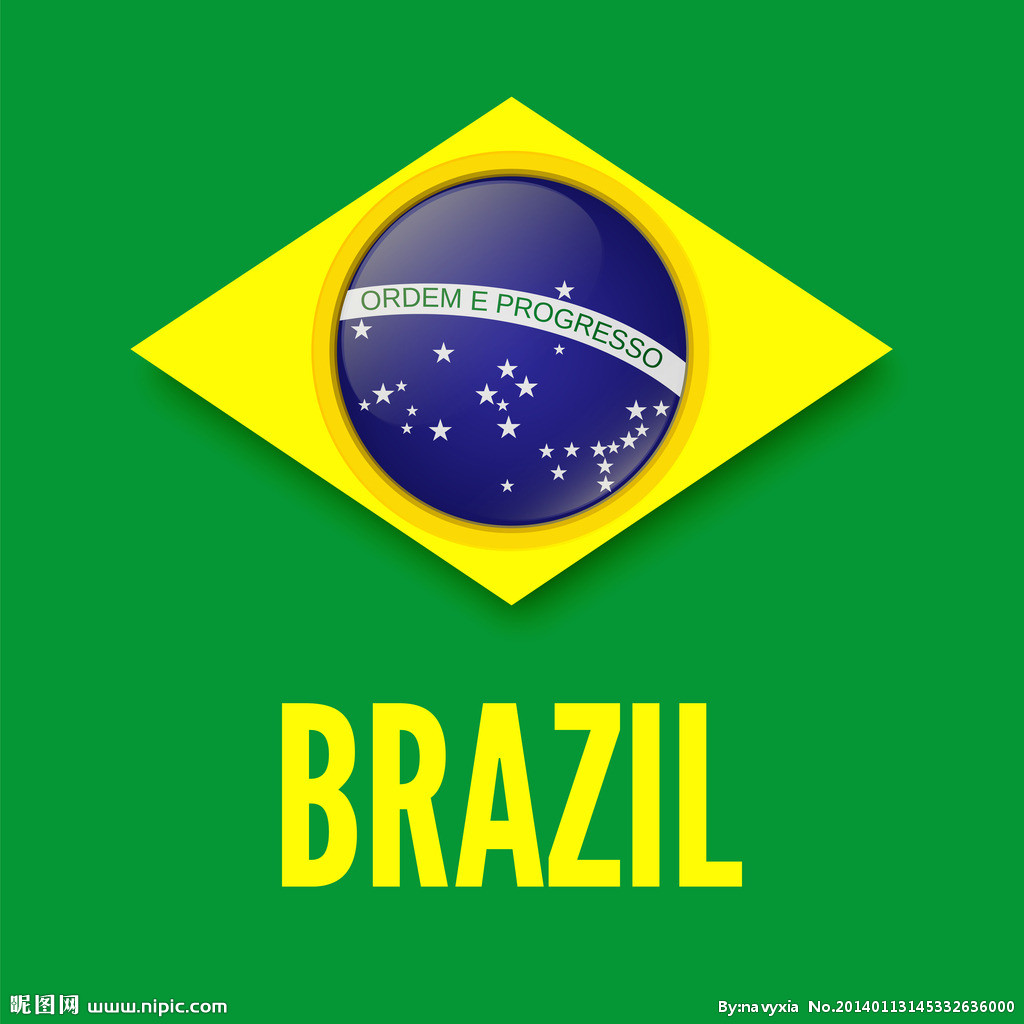 ORDEM E PROGRESSO
BRAZIL
昵图网 www.nipic.com
By:navyxia No.20140113145332636000